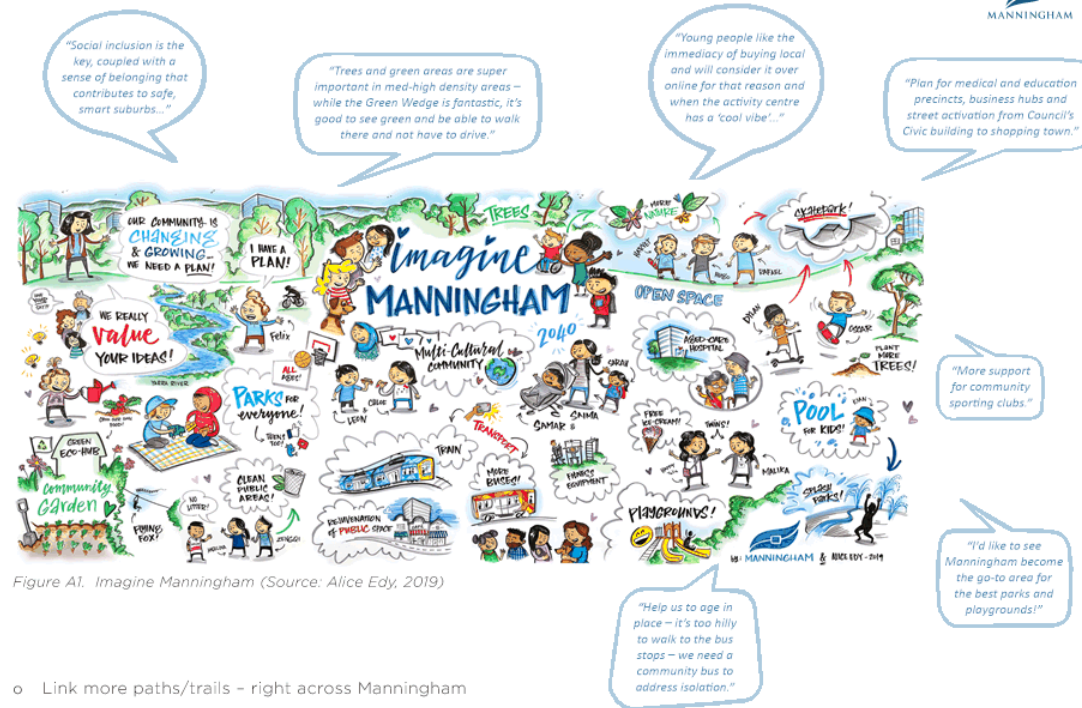 MANNINGHAM
“Social inclusion is the
key, coupled with a
sense of belonging that
contributes to safe,
smart suburbs...”
“Trees and green areas are super
important in med-high density areas –
while the Green Wedge is fantastic, it’s
good to see green and be able to walk
there and not have to drive.”
“Young people like the
immediacy of buying local
and will consider it over
online for that reason and
when the activity centre
has a ‘cool vibe’...”
“Plan for medical and education
precincts, business hubs and
street activation from Council’s
Civic building to shopping town.”
OUR COMMUNITY IS
CHANGING
& GROWING...
WE NEED A PLAN!
I HAVE A
PLAN!
TREES
MORE
NATURE
SKATEPARK!
imagine
MANNINGHAM
2040
HARRY
RAFAEL
OPEN SPACE
WE REALLY
Value
YOUR IDEAS!
YARRA RIVER
Felix
ALL
AGES!
Multi-Cultural
COMMUNITY
AGED-CARE
HOSPITAL
DYLAN
OSCAR
PLANT
MORE
TREES!
PARKS FOR
everyone!
TEENS
TOO!
LEON
CHLOE
SARAH
SAIMA
SAMAR
FREE
ICE-CREAM!
TWINS!
MALIKA
POOL
FOR KIDS!
GREEN
ECO-HUB
Community
Garden
FLYING
FOX!
NO
LITTER!
CLEAN
PUBLIC
AREAS!
TRANSPORT
TRAIN
MORE
BUSES!
FITNESS
EQUIPMENT
REJUVENATION
of PUBLIC SPACE
PLAYGROUNDS!
SPLASH
PARKS!
by: MANNINGHAM & ALICE EDY - 2019
“More support
for community
sporting clubs.”
“I’d like to see
Manningham become
the go-to area for
the best parks and
playgrounds!”
Figure A1. Imagine Manningham (Source: Alice Edy, 2019)
“Help us to age in
place – it’s too hilly
to walk to the bus
stops – we need a
community bus to
address isolation.”
o Link more paths/trails – right across Manningham